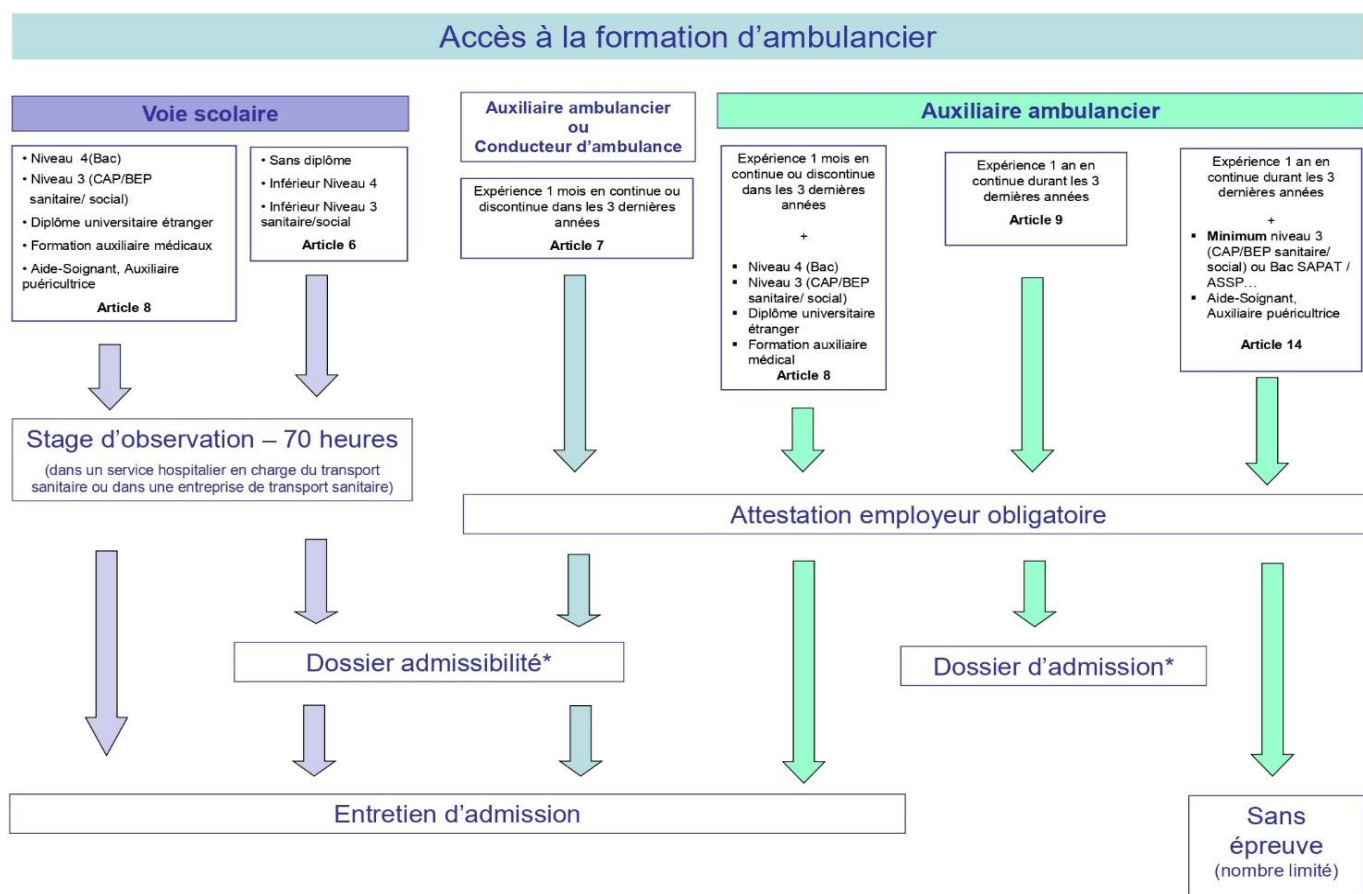 Accès à la formation d'ambulancier
Voie scolaire
• Niveau 4(Bac)
• Niveau 3 (CAP/BEP
sanitaire/ social)
• Diplôme universitaire étranger
• Formation auxiliaire médicaux
• Aide-Soignant, Auxiliaire
puéricultrice
Article 8
• Sans diplôme
• Inférieur Niveau 4
• Inférieur Niveau 3
sanitaire/social
Article 6
Auxiliaire ambulancier
ou
Conducteur d'ambulance
Expérience 1 mois en continue ou
discontinue dans les 3 dernières
années
Article 7
Auxiliaire ambulancier
Expérience 1 mois en
continue ou discontinue
dans les 3 dernières
années
+
▪ Niveau 4 (Bac)
▪ Niveau 3 (CAP/BEP
sanitaire/ social)
▪ Diplôme universitaire
étranger
▪ Formation auxiliaire
médical
Article 8
Expérience 1 an en
continue durant les 3
dernières années
Article 9
Expérience 1 an en
continue durant les 3
dernières années
+
▪ Minimum niveau 3
(CAP/BEP sanitaire/
social) ou Bac SAPAT /
ASSP…
▪ Aide-Soignant,
Auxiliaire puéricultrice
Article 14
Stage d'observation – 70 heures
(dans un service hospitalier en charge du transport
sanitaire ou dans une entreprise de transport sanitaire)
Attestation employeur obligatoire
Dossier admissibilité*
Dossier d'admission*
Entretien d'admission
Sans
épreuve
(nombre limité)